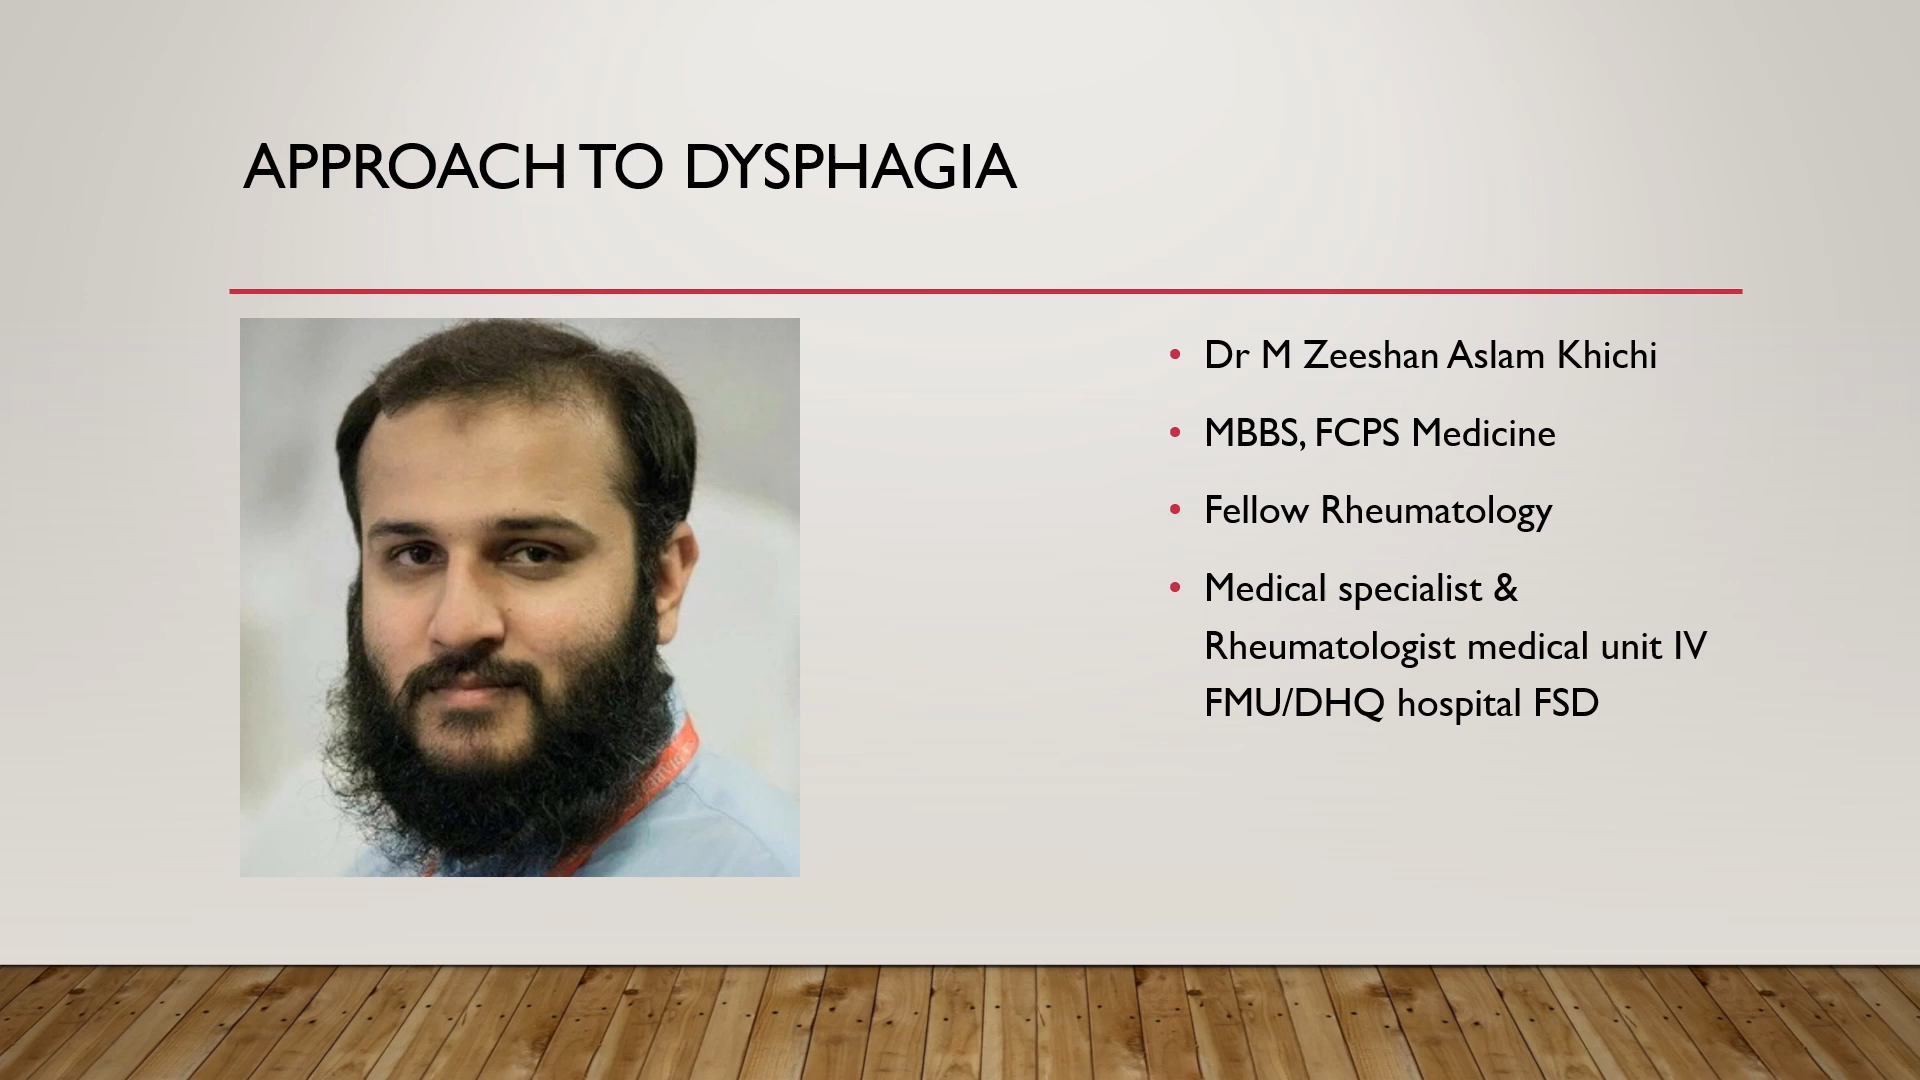 APPROACH TO DYSPHAGIA
• Dr M Zeeshan Aslam Khichi
• MBBS, FCPS Medicine
• Fellow Rheumatology
• Medical specialist &
Rheumatologist medical unit IV
FMU/DHQ hospital FSD